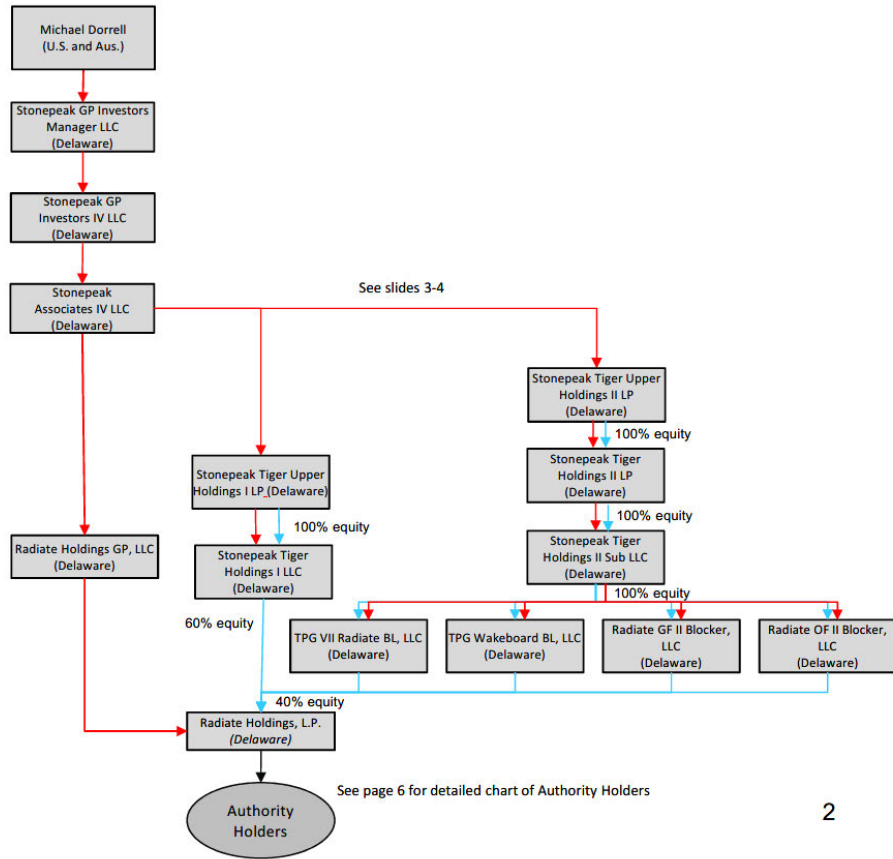 Michael Dorrell
(U.S. and Aus.)
Stonepeak GP Investors
Manager LLC
(Delaware)
Stonepeak GP
Investors IV LLC
(Delaware)
Stonepeak
Associates IV LLC
(Delaware)
See slides 3-4
Stonepeak Tiger Upper
Holdings II LP
(Delaware)
100% equity
Stonepeak Tiger
Holdings II LP
(Delaware)
100% equity
Stonepeak Tiger Upper
Holdings I LP (Delaware)
100% equity
Stonepeak Tiger
Holdings II Sub LLC
(Delaware)
100% equity
Radiate Holdings GP, LLC
(Delaware)
Stonepeak Tiger
Holdings I LLC
(Delaware)
60% equity
TPG VII Radiate BL, LLC
(Delaware)
TPG Wakeboard BL, LLC
(Delaware)
Radiate GF II Blocker,
LLC
(Delaware)
Radiate OF II Blocker,
LLC
(Delaware)
40% equity
Radiate Holdings, L.P.
(Delaware)
See page 6 for detailed chart of Authority Holders
Authority
Holders
2